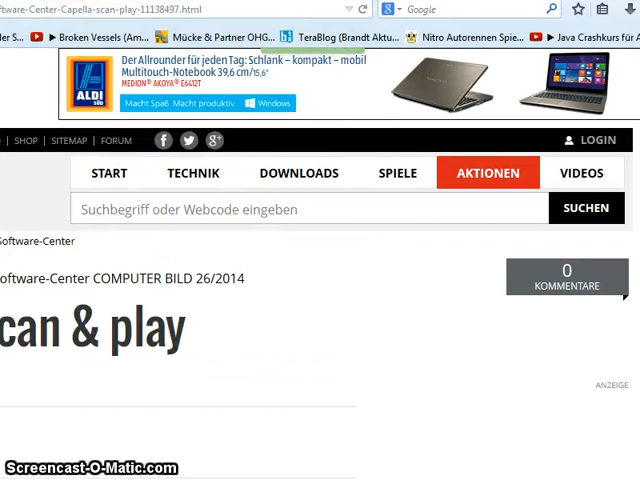 ftware-Center-Capella-scan-play-11138497.html
Google
ler S...
Broken Vessels (Am...
Mücke & Partner OHG...
TeraBlog (Brandt Aktu...
Nitro Autorennen Spie...
Java Crashkurs für A
Der Allrounder für jeden Tag: Schlank – kompakt – mobil
Multitouch-Notebook 39,6 cm/15,6"
MEDION® AKOYA® E6412T
ALDI
SÜD
Macht Spaß. Macht produktiv.
Windows
SHOP | SITEMAP | FORUM
LOGIN
START
TECHNIK
DOWNLOADS
SPIELE
AKTIONEN
VIDEOS
Suchbegriff oder Webcode eingeben
SUCHEN
oftware-Center
oftware-Center COMPUTER BILD 26/2014
0
KOMMENTARE
can & play
ANZEIGE
Screencast-O-Matic.com